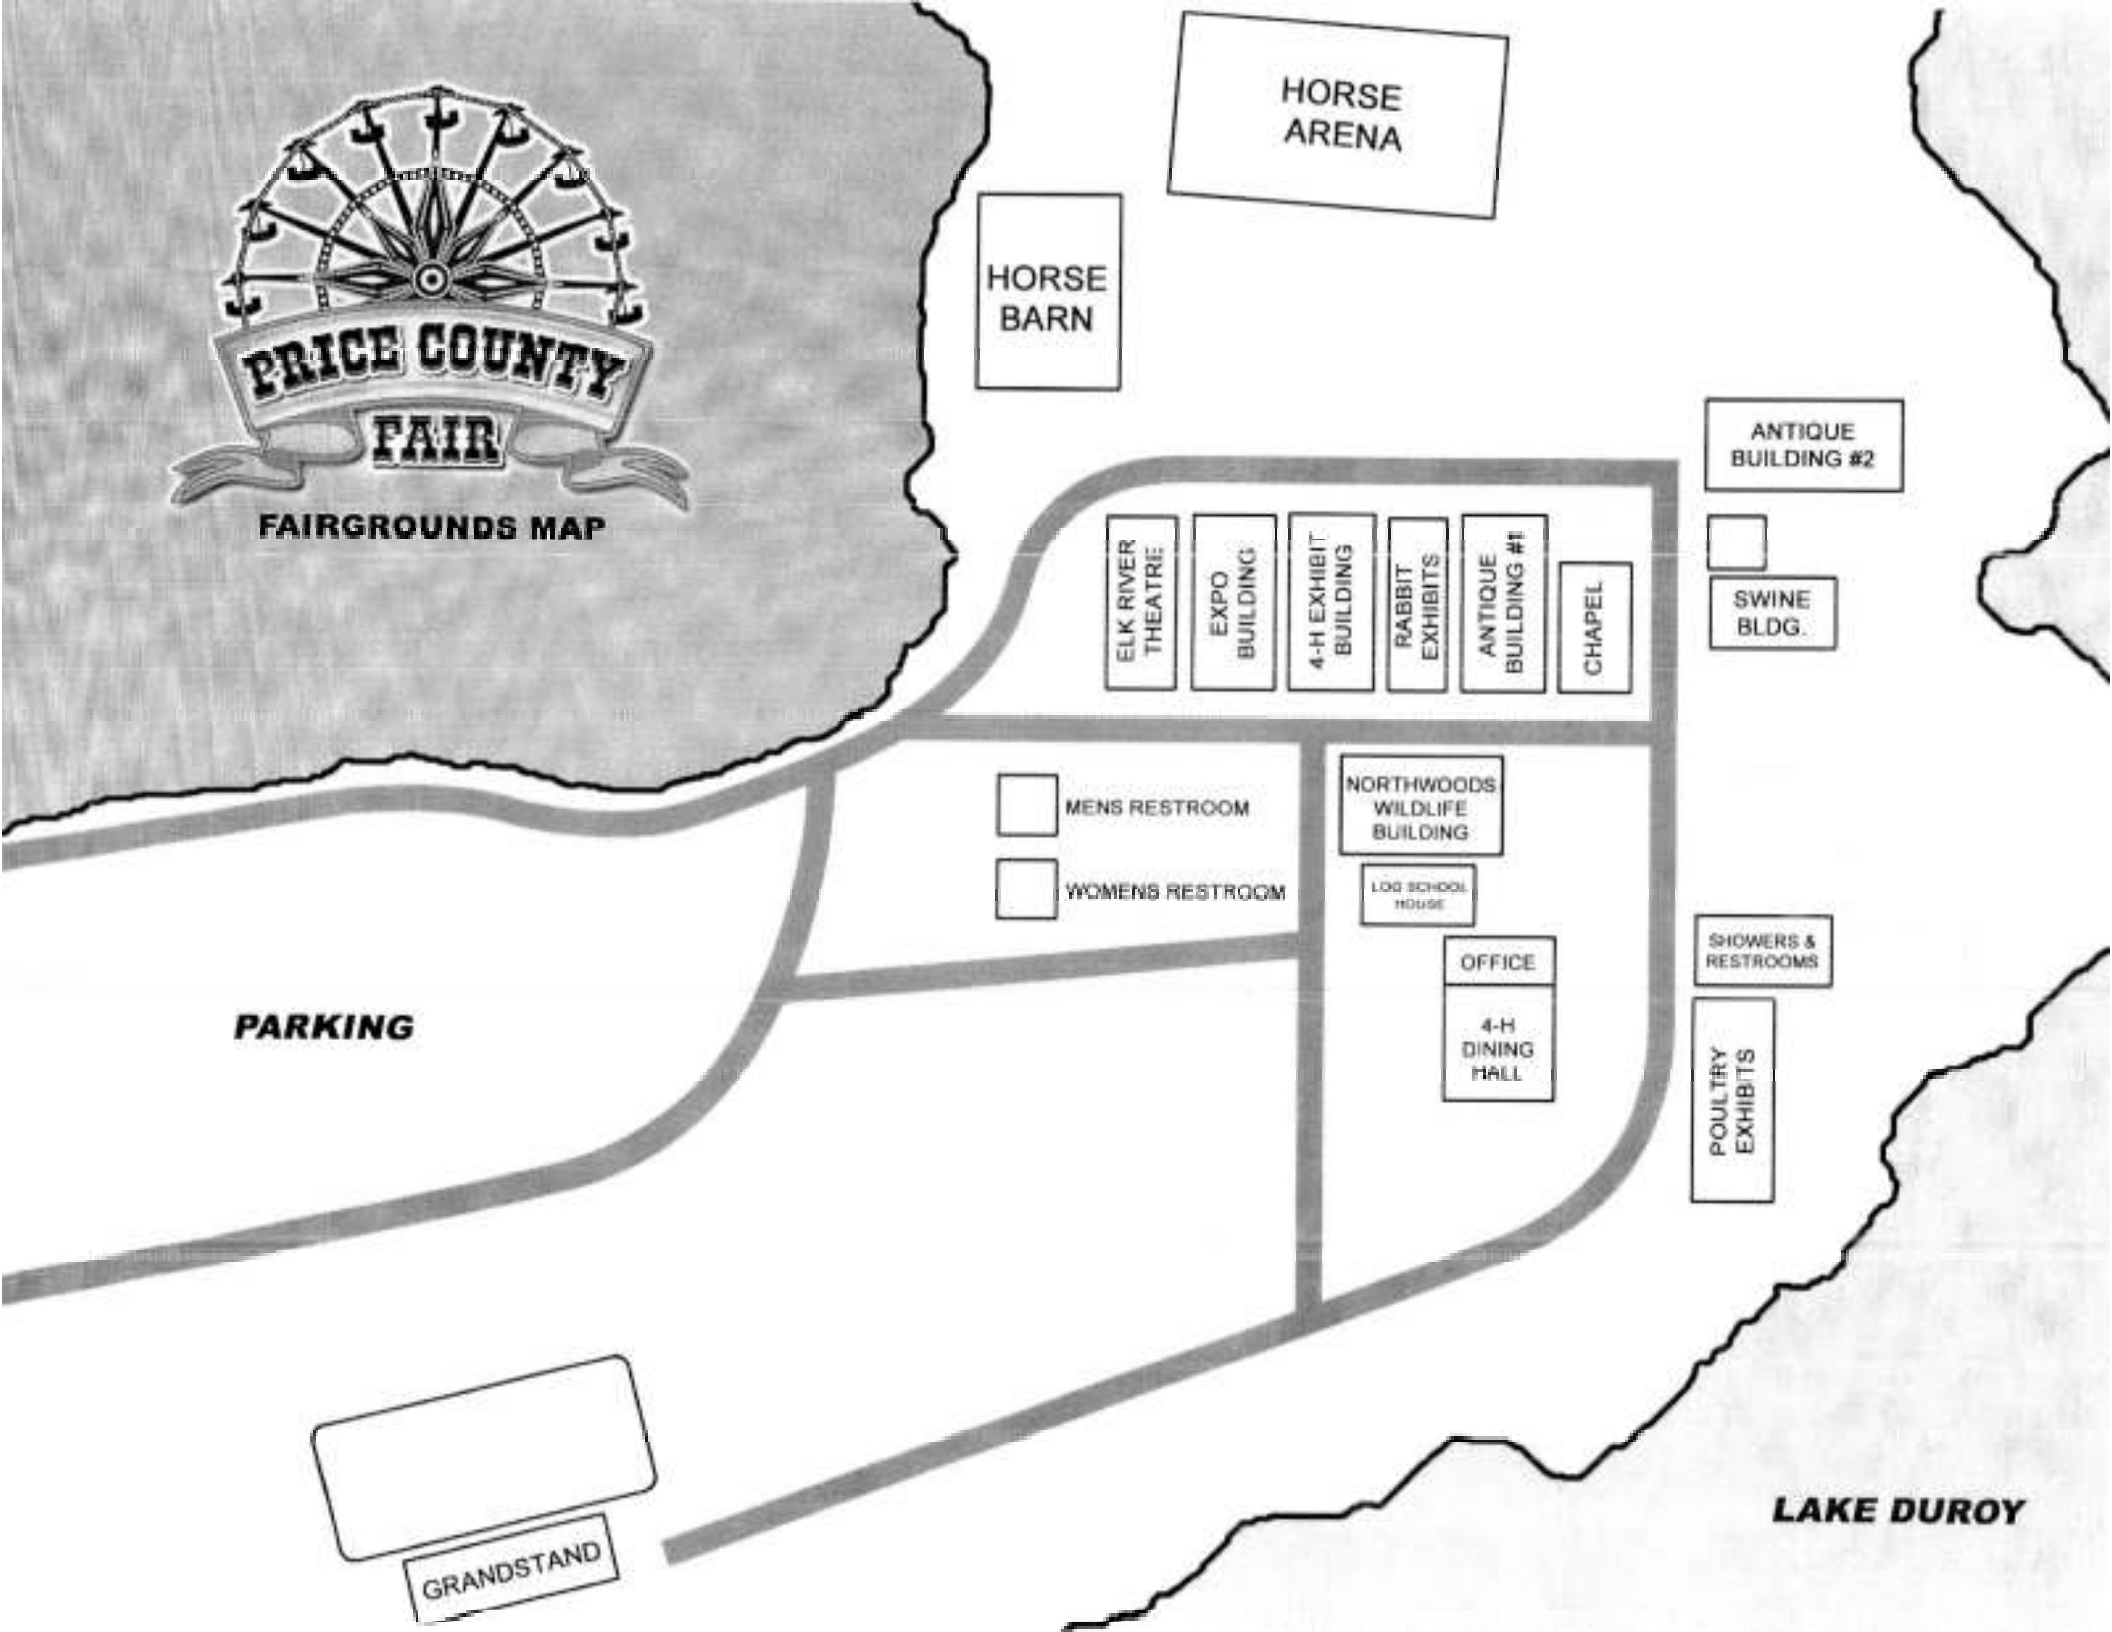 PRICE COUNTY
FAIR
FAIRGROUNDS MAP
HORSE
ARENA
HORSE
BARN
ANTIQUE
BUILDING #2
ELK RIVER
THEATRE
EXPO
BUILDING
4-H EXHIBIT
BUILDING
RABBIT
EXHIBITS
ANTIQUE
BUILDING #1
CHAPEL
SWINE
BLDG.
MENS RESTROOM
WOMENS RESTROOM
NORTHWOODS
WILDLIFE
BUILDING
LOG SCHOOL
HOUSE
OFFICE
4-H
DINING
HALL
SHOWERS &
RESTROOMS
POULTRY
EXHIBITS
PARKING
GRANDSTAND
LAKE DUROY